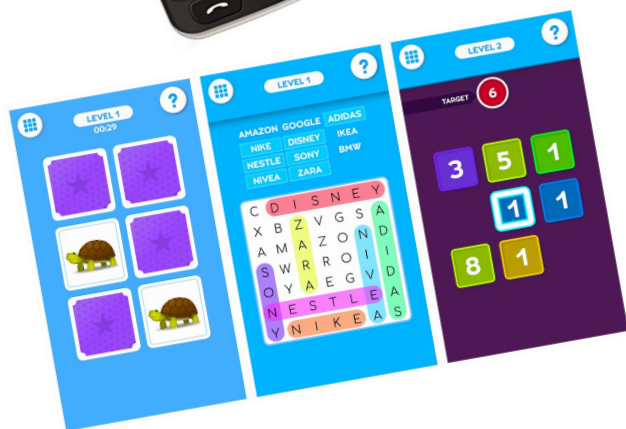 LEVEL 1
?
00:29
LEVEL 1
?
AMAZON GOOGLE ADIDAS
NIKE DISNEY IKEA
NESTLE SONY BMW
NIVEA ZARA
C D I S N E Y
X B Z V G S A
A M A Z O N D
S W R R O I I
O Y A E G V D
N E S T L E A
Y N I K E A S
LEVEL 2
?
TARGET 6
3 5 1
1 1
8 1